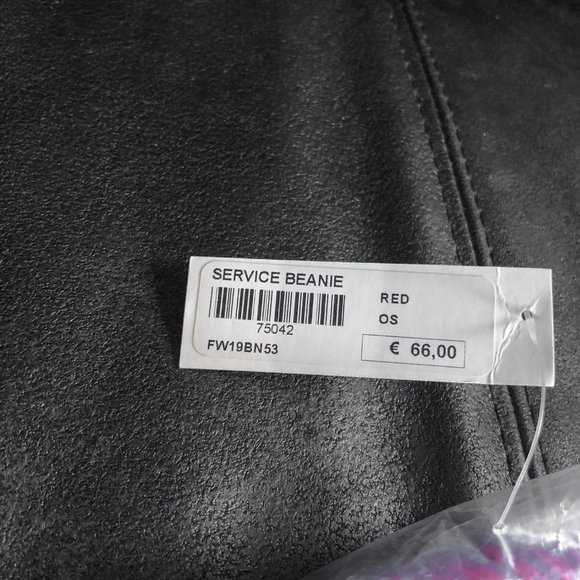 SERVICE BEANIE
75042
FW19BN53
RED
OS
€ 66,00